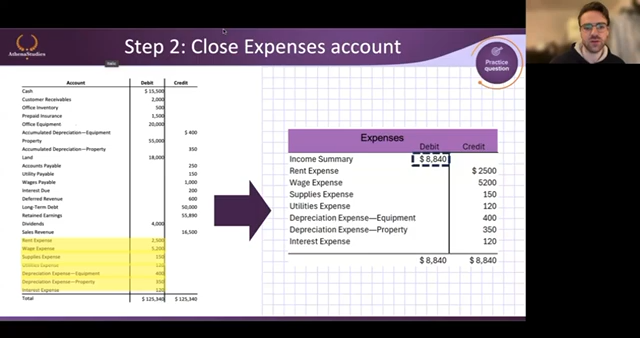 AthenaStudies
Step 2: Close Expenses account
Practice
question
Account Debit Credit
Cash $ 15,500
Customer Receivables 2,000
Office Inventory 500
Prepaid Insurance 1,500
Office Equipment 20,000
Accumulated Depreciation—Equipment $ 400
Property 55,000
Accumulated Depreciation—Property 350
Land 18,000
Accounts Payable 250
Utility Payable 150
Wages Payable 1,000
Interest Due 200
Deferred Revenue 600
Long-Term Debt 50,000
Retained Earnings 55,890
Dividends 4,000
Sales Revenue 16,500
Rent Expense 2,500
Wage Expense 5,200
Supplies Expense 150
Utilities Expense 120
Depreciation Expense—Equipment 400
Depreciation Expense—Property 350
Interest Expense 120
Total $ 125,340 $ 125,340
Expenses
Debit Credit
Income Summary $ 8,840
Rent Expense $ 2500
Wage Expense 5200
Supplies Expense 150
Utilities Expense 120
Depreciation Expense—Equipment 400
Depreciation Expense—Property 350
Interest Expense 120
$ 8,840 $ 8,840